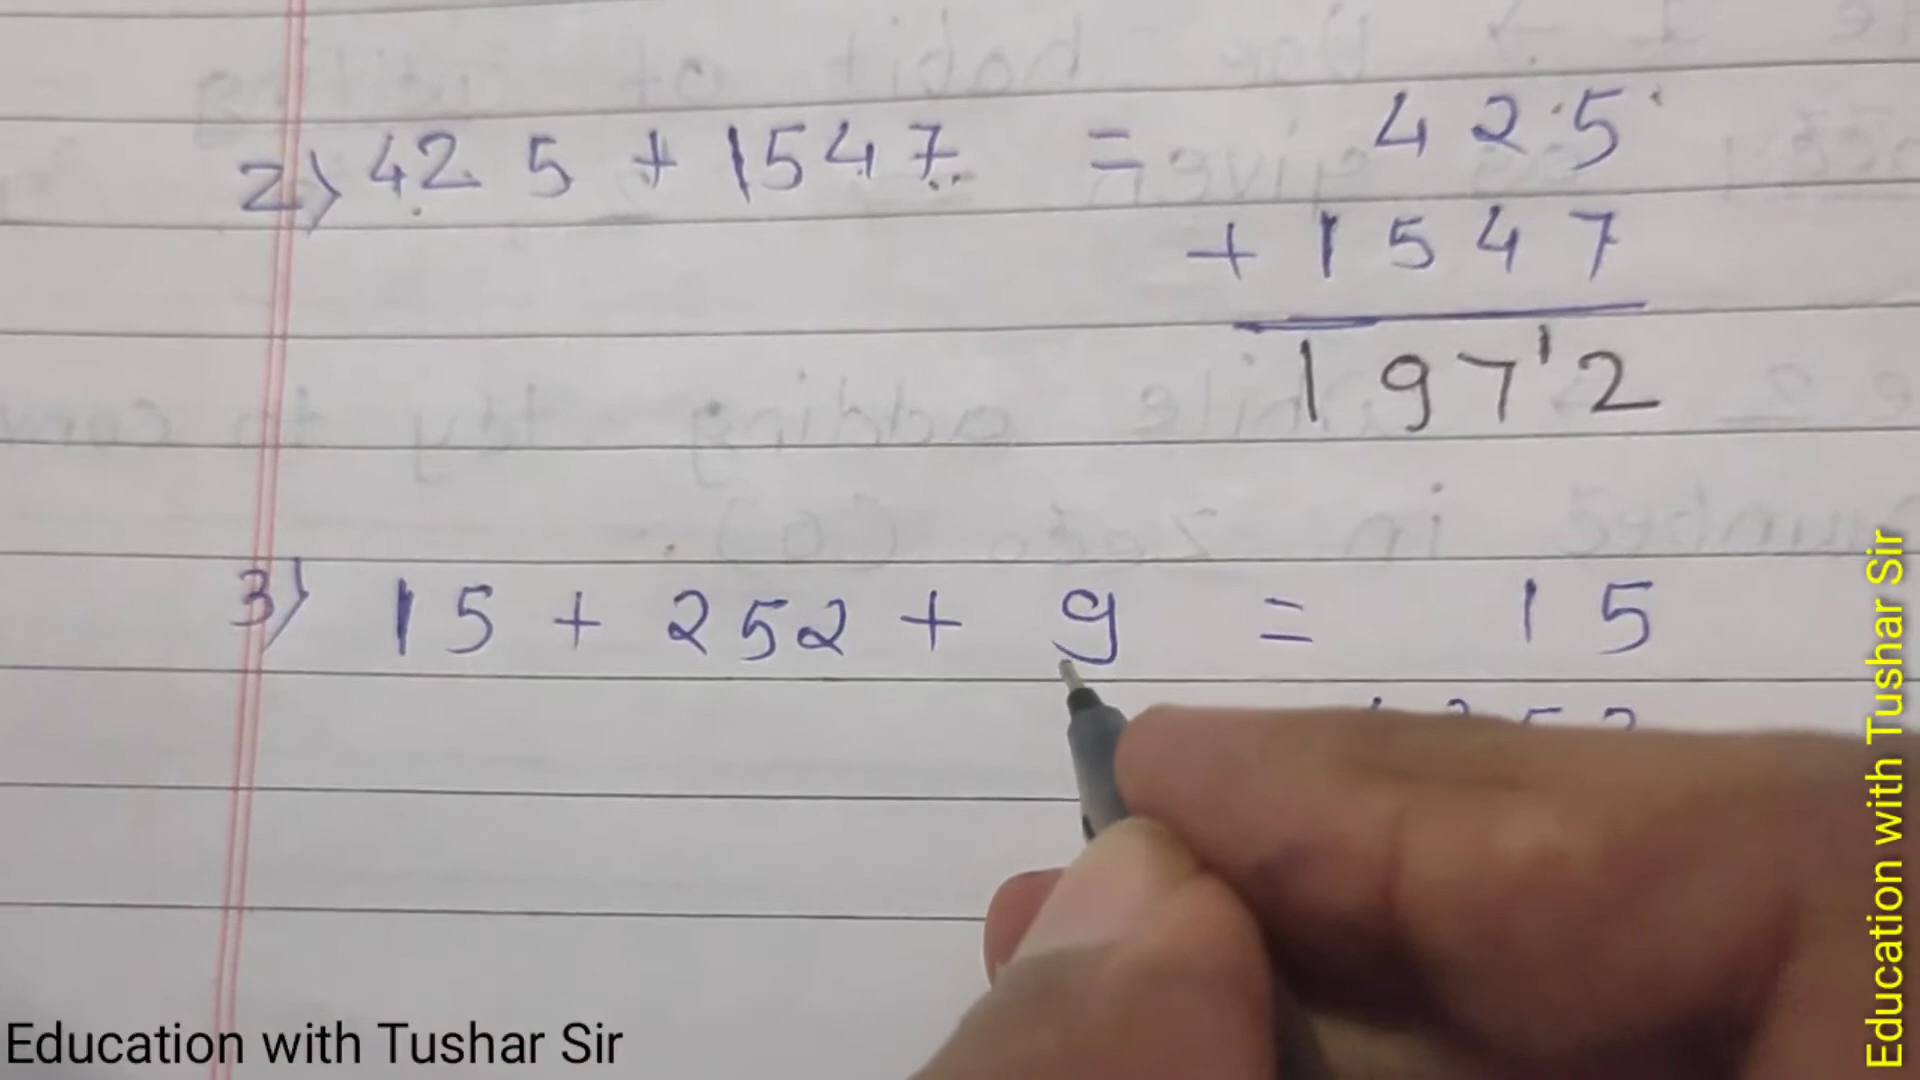 2) 425 + 1547 = 425
+ 1547
1972
3) 15 + 252 + 9 = 15
Education with Tushar Sir
Education with Tushar Sir